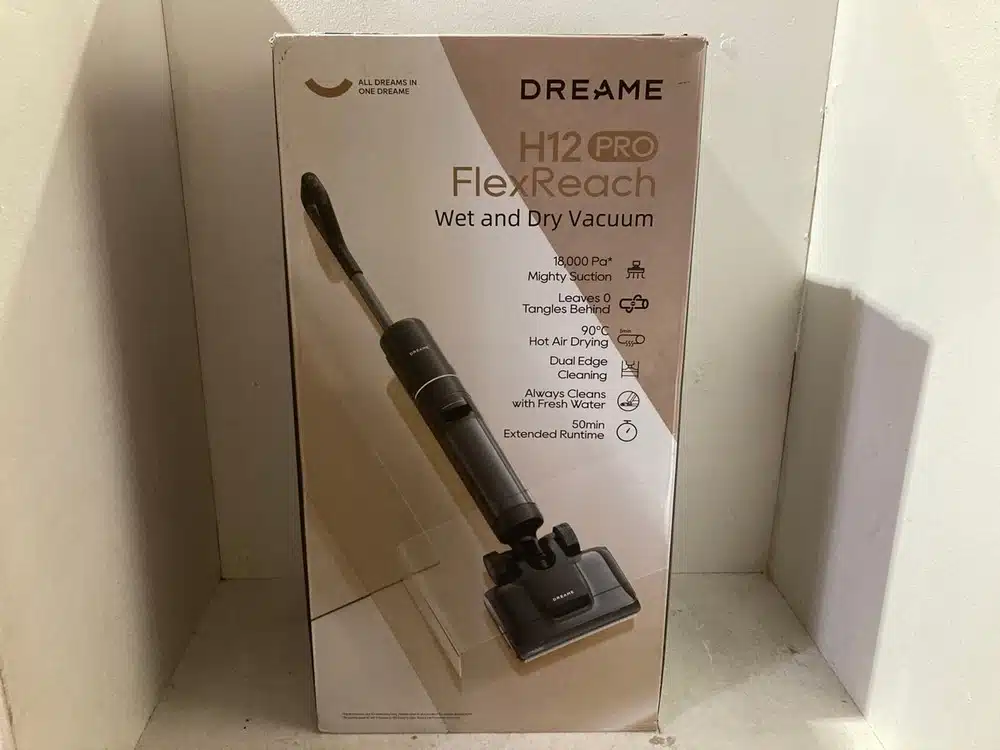 ALL DREAMS IN
ONE DREAME
DREAME
H12 PRO
FlexReach
Wet and Dry Vacuum
18,000 Pa*
Mighty Suction
Leaves 0
Tangles Behind
90°C
Hot Air Drying
5min
Dual Edge
Cleaning
Always Cleans
with Fresh Water
50min
Extended Runtime
DREAME
DREAME